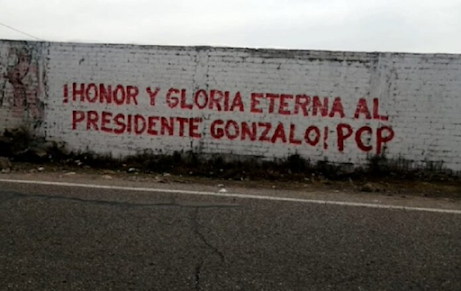 ¡HONOR Y GLORIA ETERNA AL
PRESIDENTE GONZALO! PCP